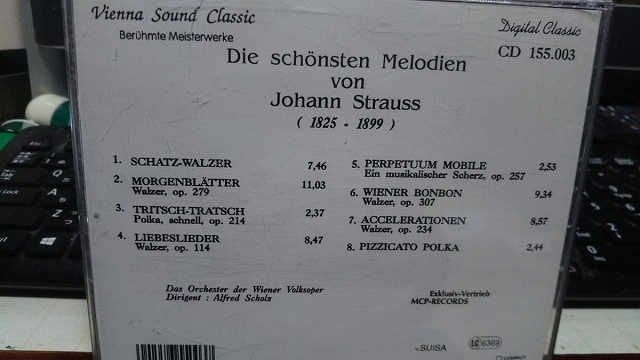 Vienna Sound Classic
Berühmte Meisterwerke
Digital Classic
CD 155.003
Die schönsten Melodien
von
Johann Strauss
( 1825 - 1899 )
1. SCHATZ-WALZER 7,46
2. MORGENBLÄTTER 11,03
Walzer, op. 279
3. TRITSCH-TRATSCH 2,37
Polka, schnell, op. 214
4. LIEBESLIEDER 8,47
Walzer, op. 114
5. PERPETUUM MOBILE 2,53
Ein musikalischer Scherz, op. 257
6. WIENER BONBON 9,34
Walzer, op. 307
7. ACCELERATIONEN 8,57
Walzer, op. 234
8. PIZZICATO POLKA 2,44
Das Orchester der Wiener Volksoper
Dirigent : Alfred Scholz
Exklusiv-Vertrieb
MCP-RECORDS
SUISA
LC 6369